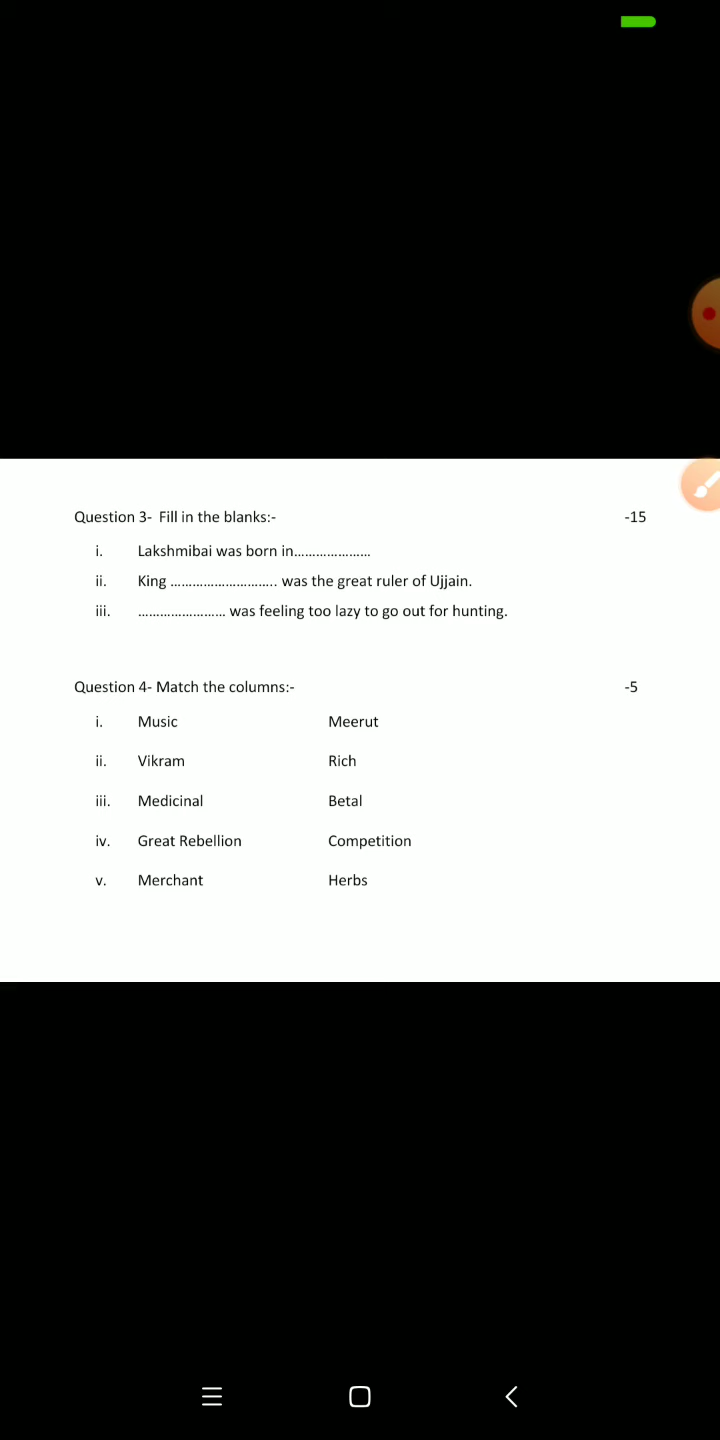 Question 3- Fill in the blanks:- -15
i. Lakshmibai was born in.....................
ii. King ............................. was the great ruler of Ujjain.
iii. ........................ was feeling too lazy to go out for hunting.
Question 4- Match the columns:- -5
i. Music Meerut
ii. Vikram Rich
iii. Medicinal Betal
iv. Great Rebellion Competition
v. Merchant Herbs